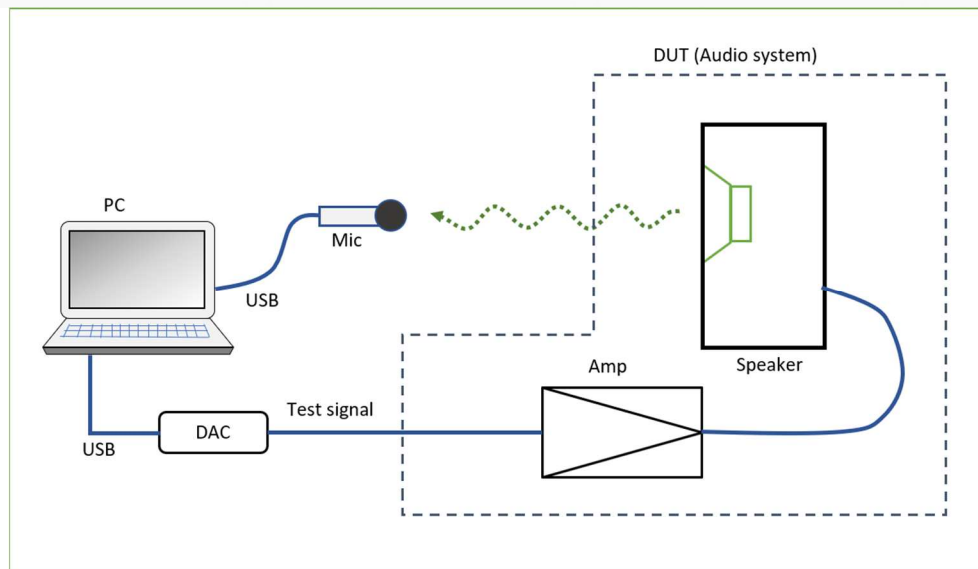 DUT (Audio system)
PC
Mic
USB
Speaker
Amp
Test signal
DAC
USB